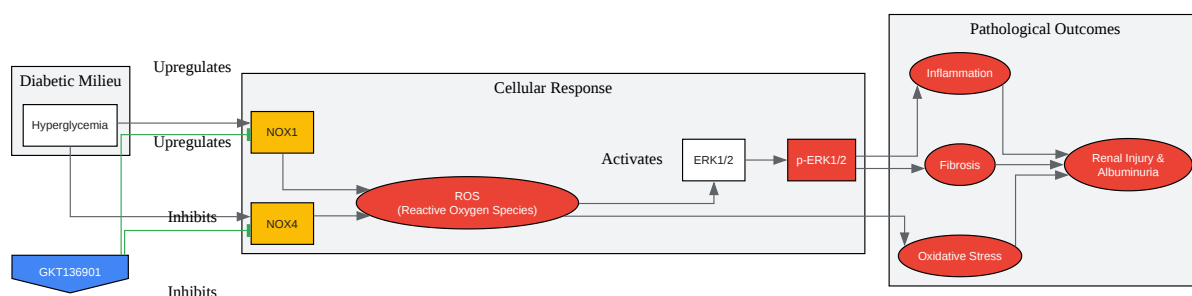 Diabetic Milieu
Hyperglycemia
GKT136901
Upregulates
Upregulates
Inhibits
Inhibits
Cellular Response
NOX1
NOX4
ROS
(Reactive Oxygen Species)
Activates
ERK1/2
p-ERK1/2
Pathological Outcomes
Inflammation
Fibrosis
Oxidative Stress
Renal Injury &
Albuminuria